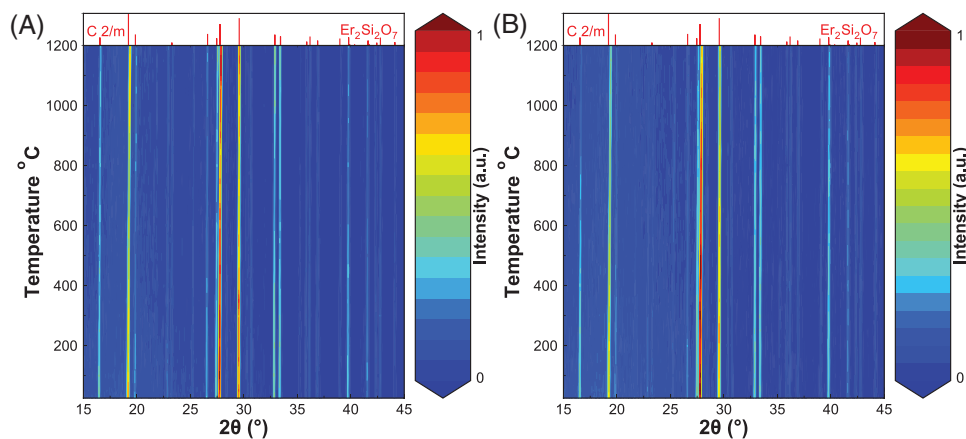 (A)
C 2/m
Er2Si2O7
1200
1000
800
600
400
200
Temperature °C
15 20 25 30 35 40 45
2θ (°)
1
Intensity (a.u.)
0
(B)
C 2/m
Er2Si2O7
1200
1000
800
600
400
200
Temperature °C
15 20 25 30 35 40 45
2θ (°)
1
Intensity (a.u.)
0